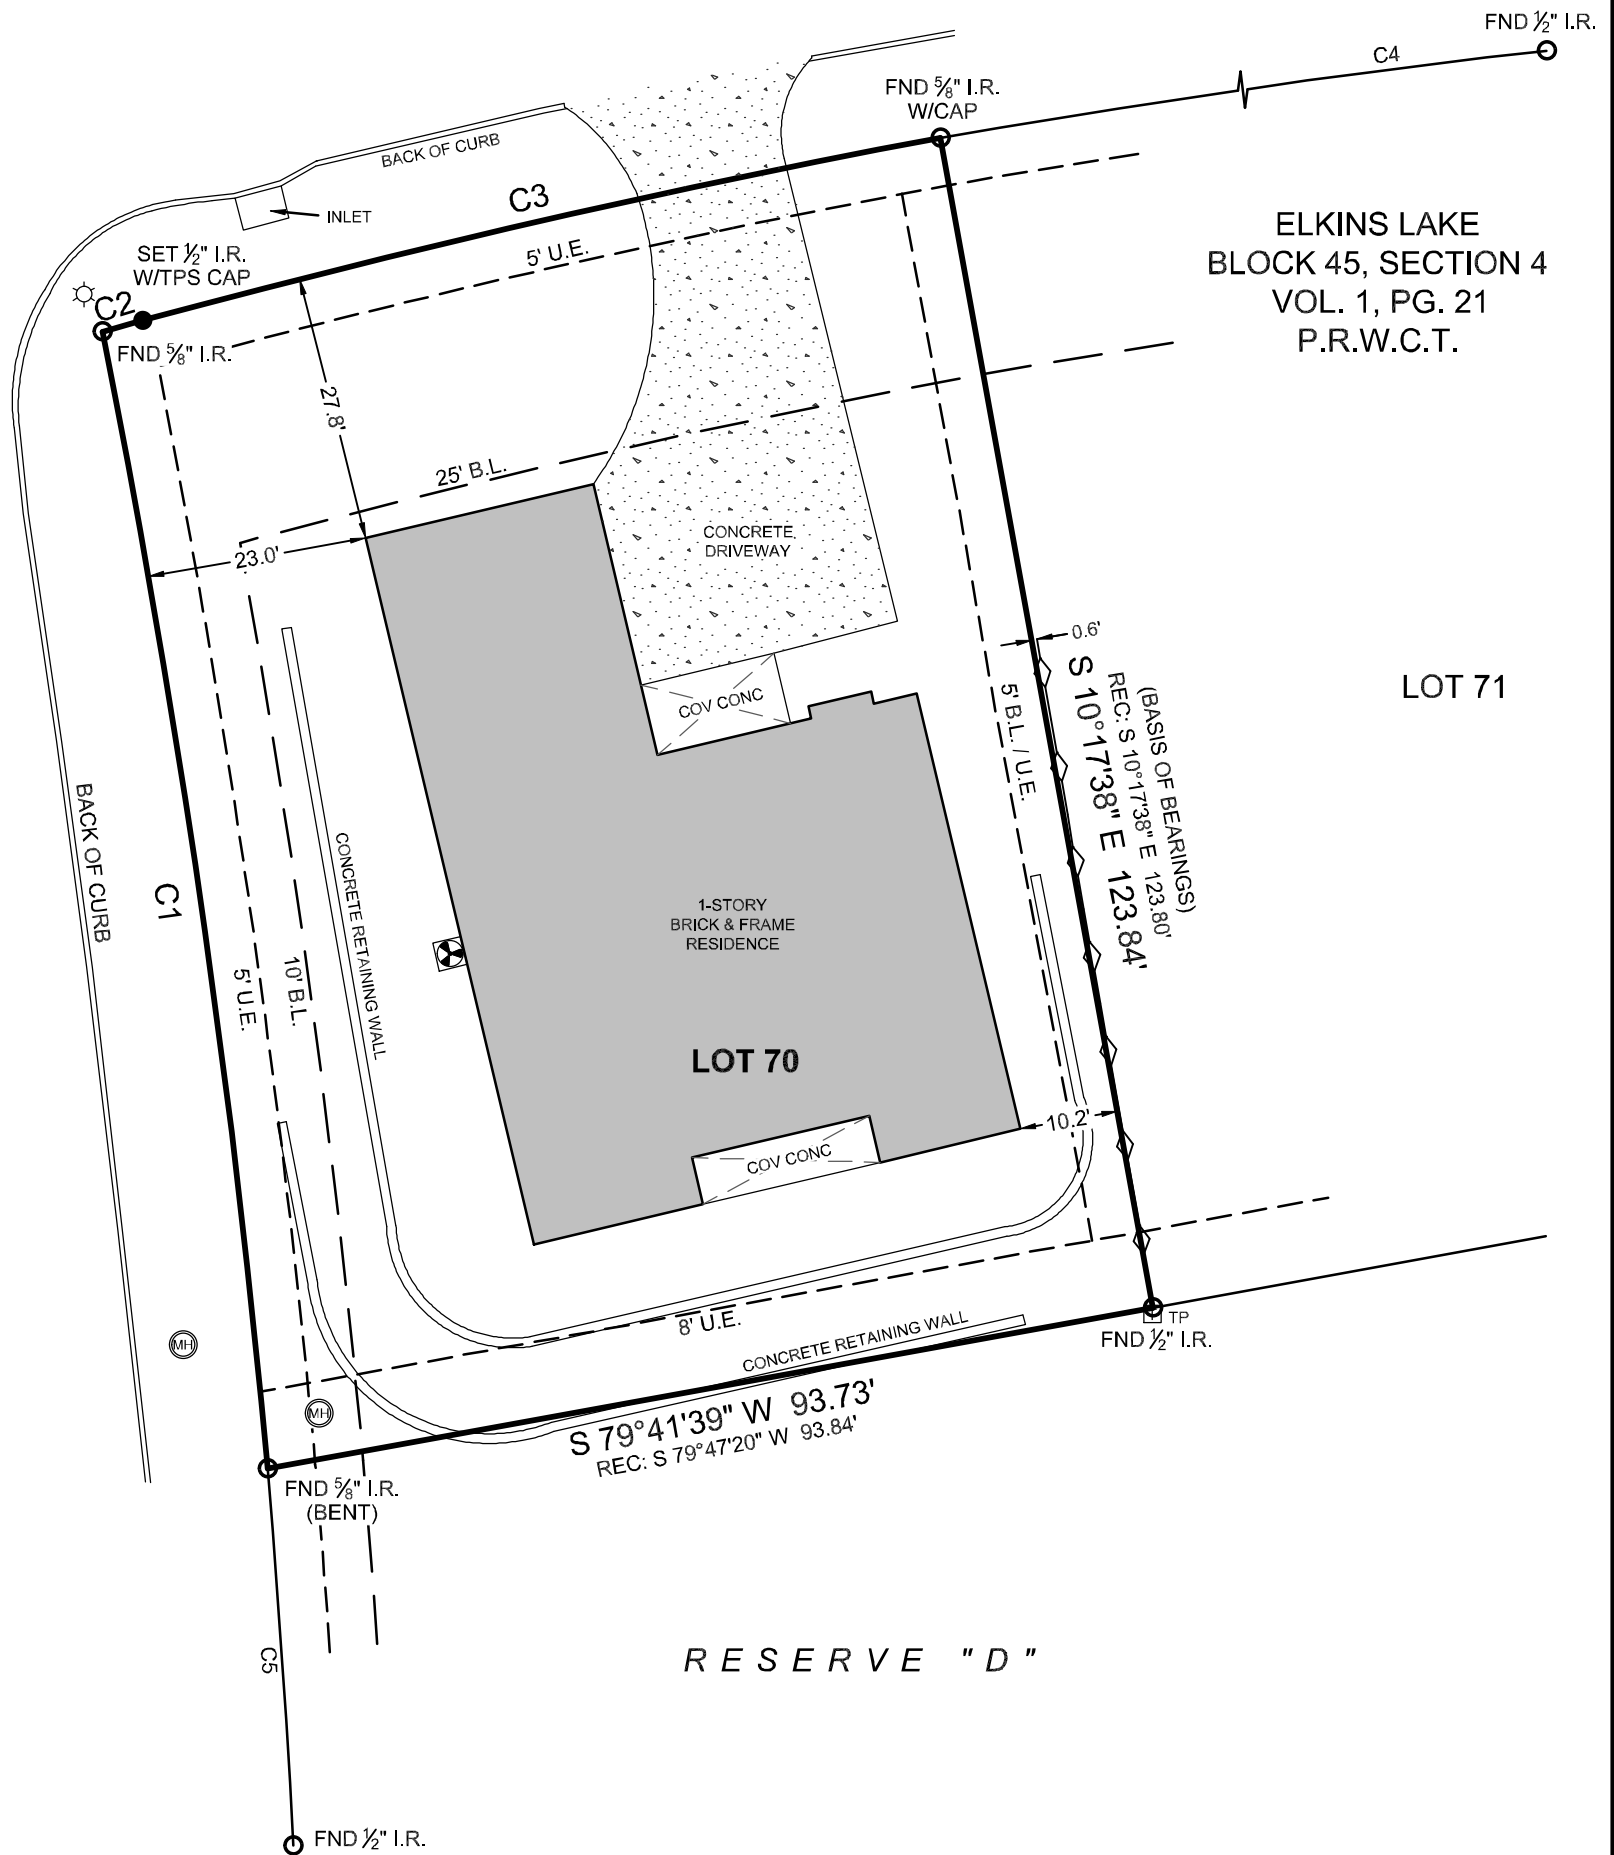 FND ½" I.R.
C4
FND ⅝" I.R.
W/CAP
BACK OF CURB
C3
INLET
ELKINS LAKE
BLOCK 45, SECTION 4
VOL. 1, PG. 21
P.R.W.C.T.
SET ½" I.R.
W/TPS CAP
5' U.E.
C2
FND ⅝" I.R.
27.8'
25' B.L.
23.0'
CONCRETE
DRIVEWAY
0.6'
(BASIS OF BEARINGS)
REC: S 10°17'38" E 123.80'
S 10°17'38" E 123.84'
LOT 71
COV CONC
5' B.L. / U.E.
BACK OF CURB
C1
CONCRETE RETAINING WALL
1-STORY
BRICK & FRAME
RESIDENCE
5' U.E.
10' B.L.
LOT 70
10.2'
COV CONC
8' U.E.
TP
FND ½" I.R.
MH
CONCRETE RETAINING WALL
MH
S 79°41'39" W 93.73'
REC: S 79°47'20" W 93.84'
FND ⅝" I.R.
(BENT)
C5
RESERVE "D"
FND ½" I.R.